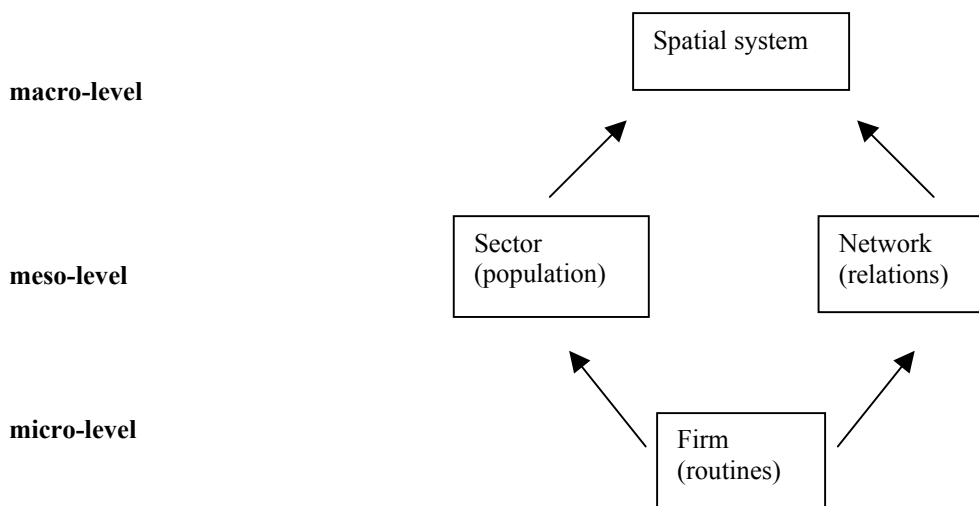 Spatial system
macro-level
Sector
(population)
Network
(relations)
meso-level
micro-level
Firm
(routines)